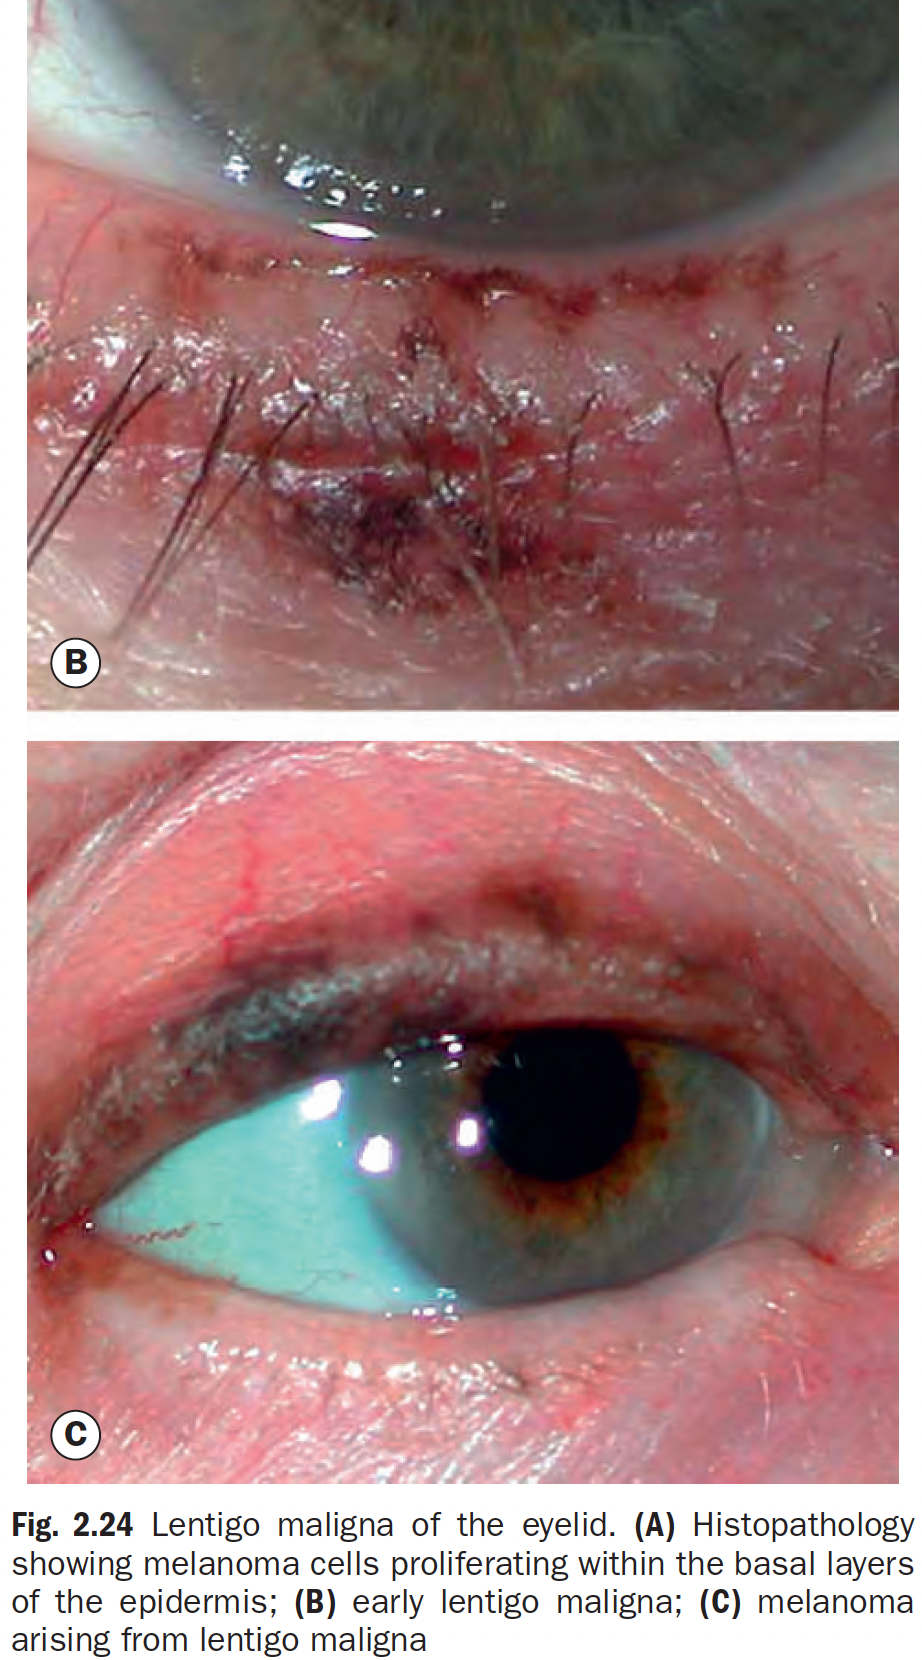 B
C
Fig. 2.24 Lentigo maligna of the eyelid. (A) Histopathology
showing melanoma cells proliferating within the basal layers
of the epidermis; (B) early lentigo maligna; (C) melanoma
arising from lentigo maligna